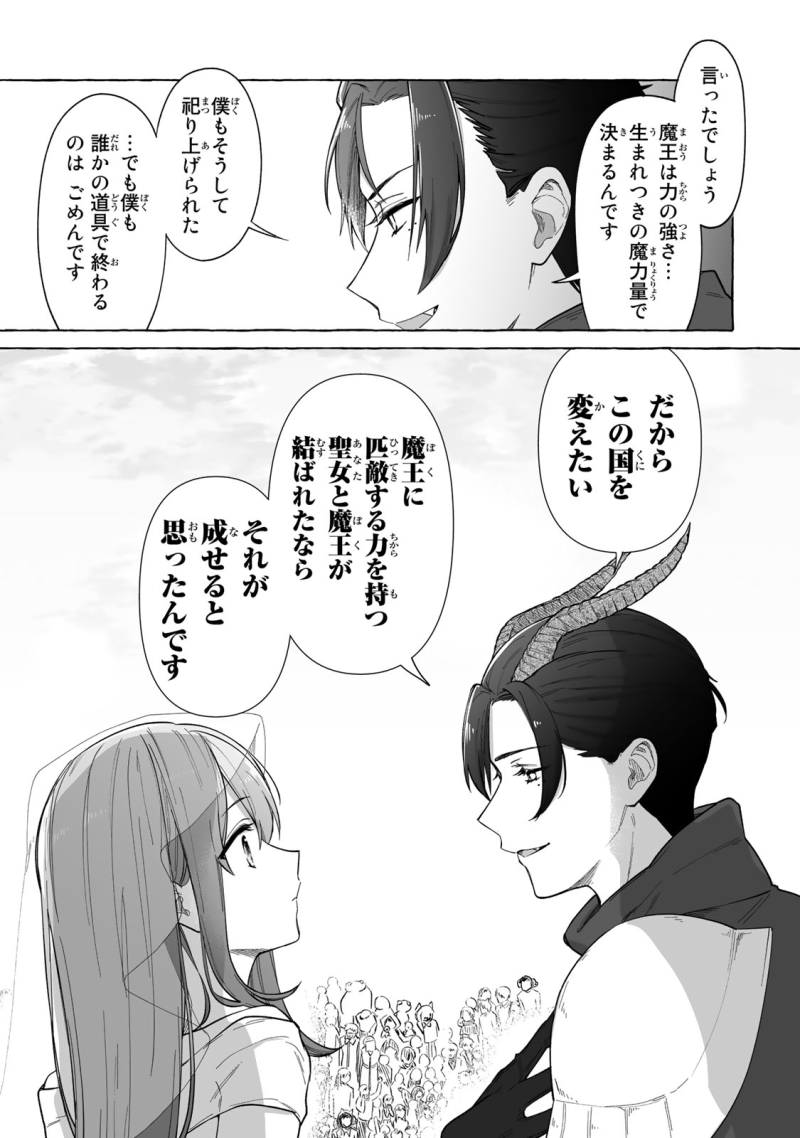 言ったでしょう
魔王は力の強さ…
生まれつきの魔力量で
決まるんです
僕もそうして
祀り上げられた
…でも僕も
誰かの道具で終わる
のは ごめんです
だから
この国を
変えたい
魔王に
匹敵する力を持つ
聖女と魔王が
結ばれたなら
それが
成せると
思ったんです